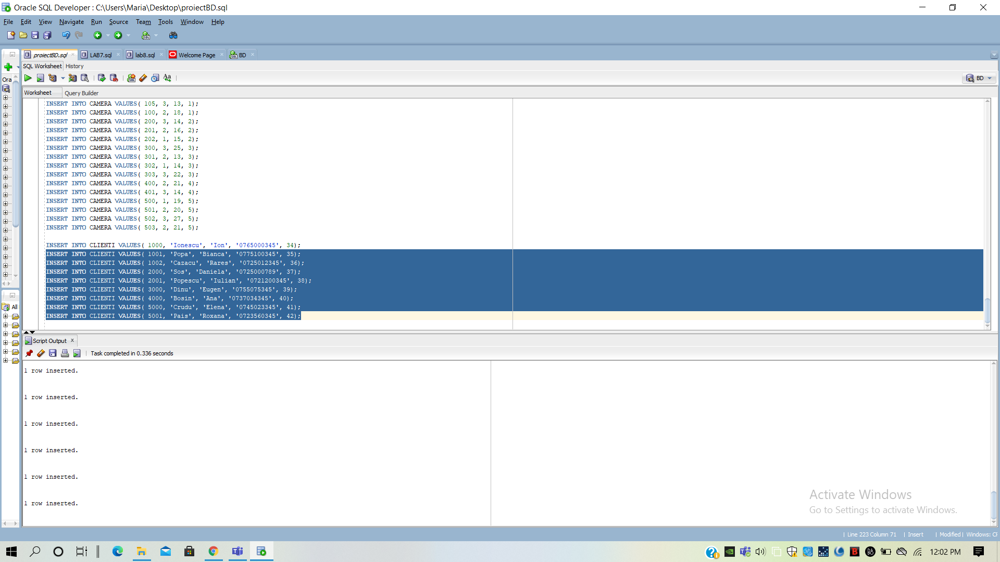 Oracle SQL Developer : C:\Users\Maria\Desktop\proiectBD.sql
File Edit View Navigate Run Source Team Tools Window Help
proiectBD.sql LAB7.sql lab8.sql Welcome Page BD
SQL Worksheet History
Ora
Aa
BD
Worksheet Query Builder
INSERT INTO CAMERA VALUES( 105, 3, 13, 1);
INSERT INTO CAMERA VALUES( 100, 2, 18, 1);
INSERT INTO CAMERA VALUES( 200, 3, 14, 2);
INSERT INTO CAMERA VALUES( 201, 2, 16, 2);
INSERT INTO CAMERA VALUES( 202, 1, 15, 2);
INSERT INTO CAMERA VALUES( 300, 3, 25, 3);
INSERT INTO CAMERA VALUES( 301, 2, 13, 3);
INSERT INTO CAMERA VALUES( 302, 1, 14, 3);
INSERT INTO CAMERA VALUES( 303, 3, 22, 3);
INSERT INTO CAMERA VALUES( 400, 2, 21, 4);
INSERT INTO CAMERA VALUES( 401, 3, 14, 4);
INSERT INTO CAMERA VALUES( 500, 1, 19, 5);
INSERT INTO CAMERA VALUES( 501, 2, 20, 5);
INSERT INTO CAMERA VALUES( 502, 3, 27, 5);
INSERT INTO CAMERA VALUES( 503, 2, 21, 5);
INSERT INTO CLIENTI VALUES( 1000, 'Ionescu', 'Ion', '0765000345', 34);
INSERT INTO CLIENTI VALUES( 1001, 'Popa', 'Bianca', '0775100345', 35);
INSERT INTO CLIENTI VALUES( 1002, 'Cazacu', 'Rares', '0725012345', 36);
INSERT INTO CLIENTI VALUES( 2000, 'Sos', 'Daniela', '0725000789', 37);
INSERT INTO CLIENTI VALUES( 2001, 'Popescu', 'Iulian', '0721200345', 38);
INSERT INTO CLIENTI VALUES( 3000, 'Dinu', 'Eugen', '0755075345', 39);
INSERT INTO CLIENTI VALUES( 4000, 'Bosin', 'Ana', '0737034345', 40);
INSERT INTO CLIENTI VALUES( 5000, 'Crudu', 'Elena', '0745023345', 41);
INSERT INTO CLIENTI VALUES( 5001, 'Pais', 'Roxana', '0723560345', 42);
All
Script Output
Task completed in 0.336 seconds
1 row inserted.
1 row inserted.
1 row inserted.
1 row inserted.
1 row inserted.
1 row inserted.
Activate Windows
Go to Settings to activate Windows.
Line 223 Column 71 Insert Modified Windows: CF
12:02 PM